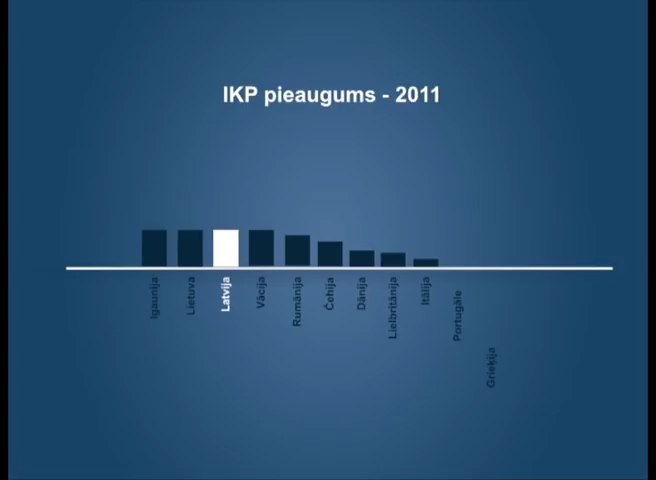 IKP pieaugums - 2011
Igaunija
Lietuva
Latvija
Vācija
Rumānija
Čehija
Dānija
Lielbritānija
Itālija
Portugāle
Grieķija